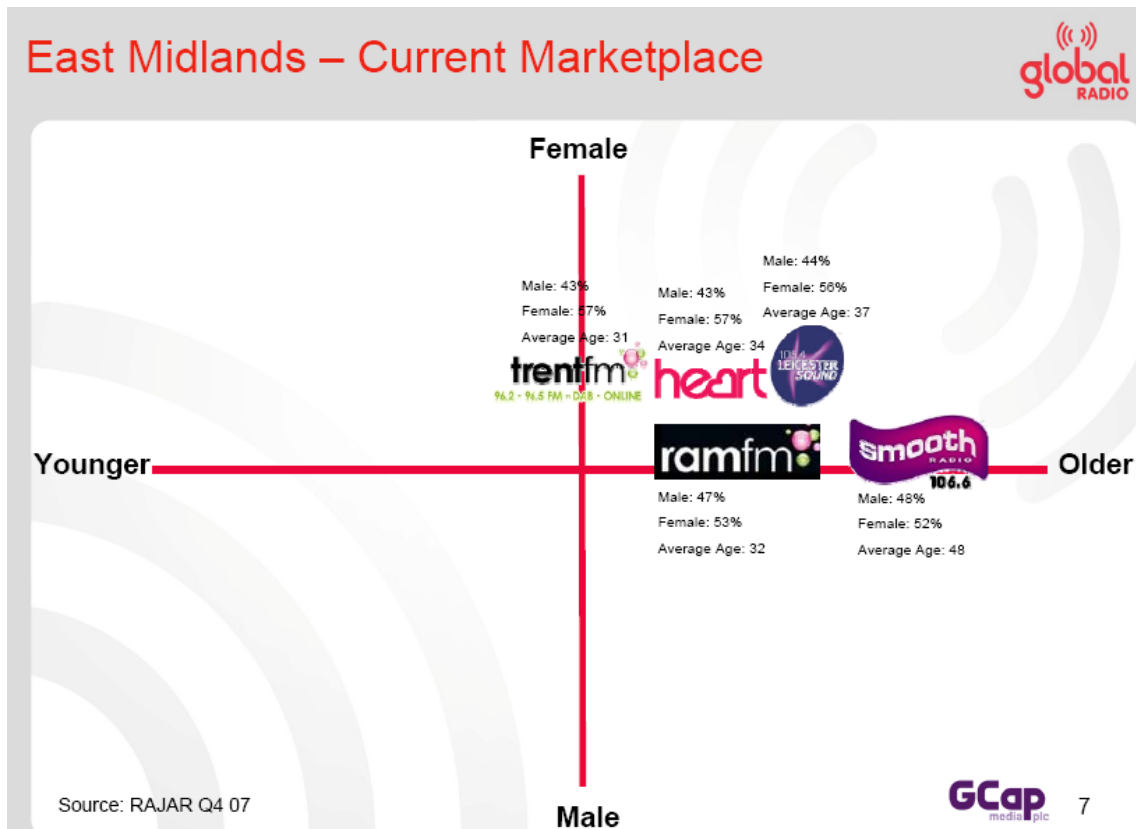 East Midlands – Current Marketplace
global
RADIO
Female
Male: 44%
Female: 56%
Average Age: 37
Male: 43%
Female: 57%
Average Age: 31
Male: 43%
Female: 57%
Average Age: 34
trentfm
96.2 - 96.5 FM - DAB - ONLINE
heart
105.4
LEICESTER
SOUND
Younger
ramfm
smooth
RADIO
106.6
Older
Male: 47%
Female: 53%
Average Age: 32
Male: 48%
Female: 52%
Average Age: 48
Source: RAJAR Q4 07
Male
GCap
media plc
7